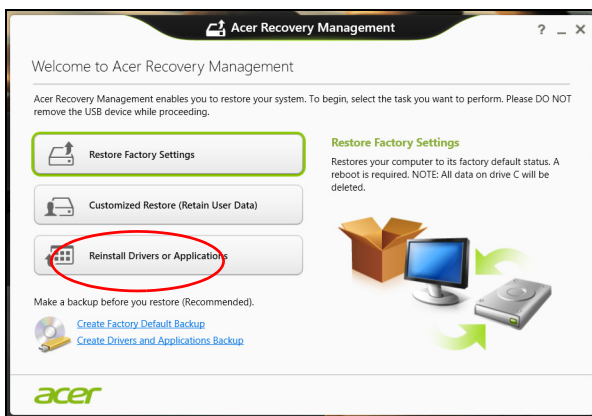 Acer Recovery Management
? _ X
Welcome to Acer Recovery Management
Acer Recovery Management enables you to restore your system. To begin, select the task you want to perform. Please DO NOT
remove the USB device while proceeding.
Restore Factory Settings
Customized Restore (Retain User Data)
Reinstall Drivers or Applications
Restore Factory Settings
Restores your computer to its factory default status. A
reboot is required. NOTE: All data on drive C will be
deleted.
Make a backup before you restore (Recommended).
Create Factory Default Backup
Create Drivers and Applications Backup
acer